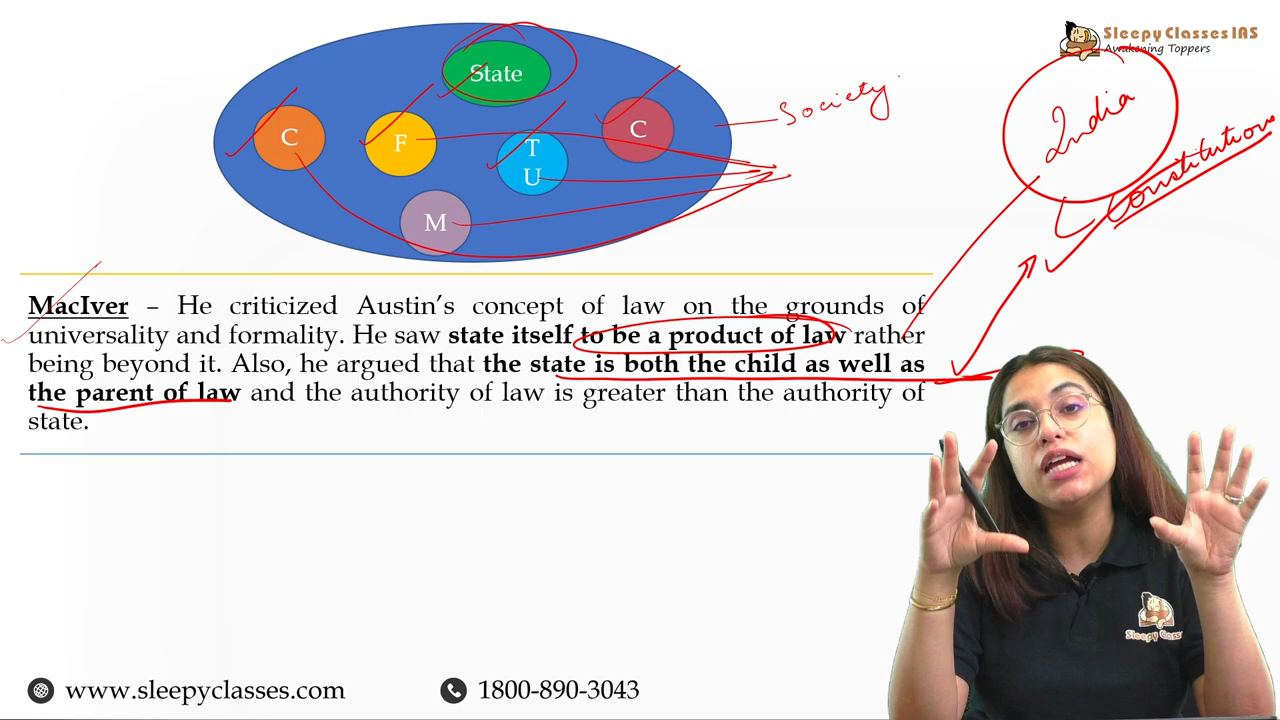 Sleepy Classes IAS
Awakening Toppers
State
C
F
T
U
C
M
Society
India
Constitution
MacIver – He criticized Austin’s concept of law on the grounds of
universality and formality. He saw state itself to be a product of law rather
being beyond it. Also, he argued that the state is both the child as well as
the parent of law and the authority of law is greater than the authority of
state.
Sleepy Class
www.sleepyclasses.com
1800-890-3043